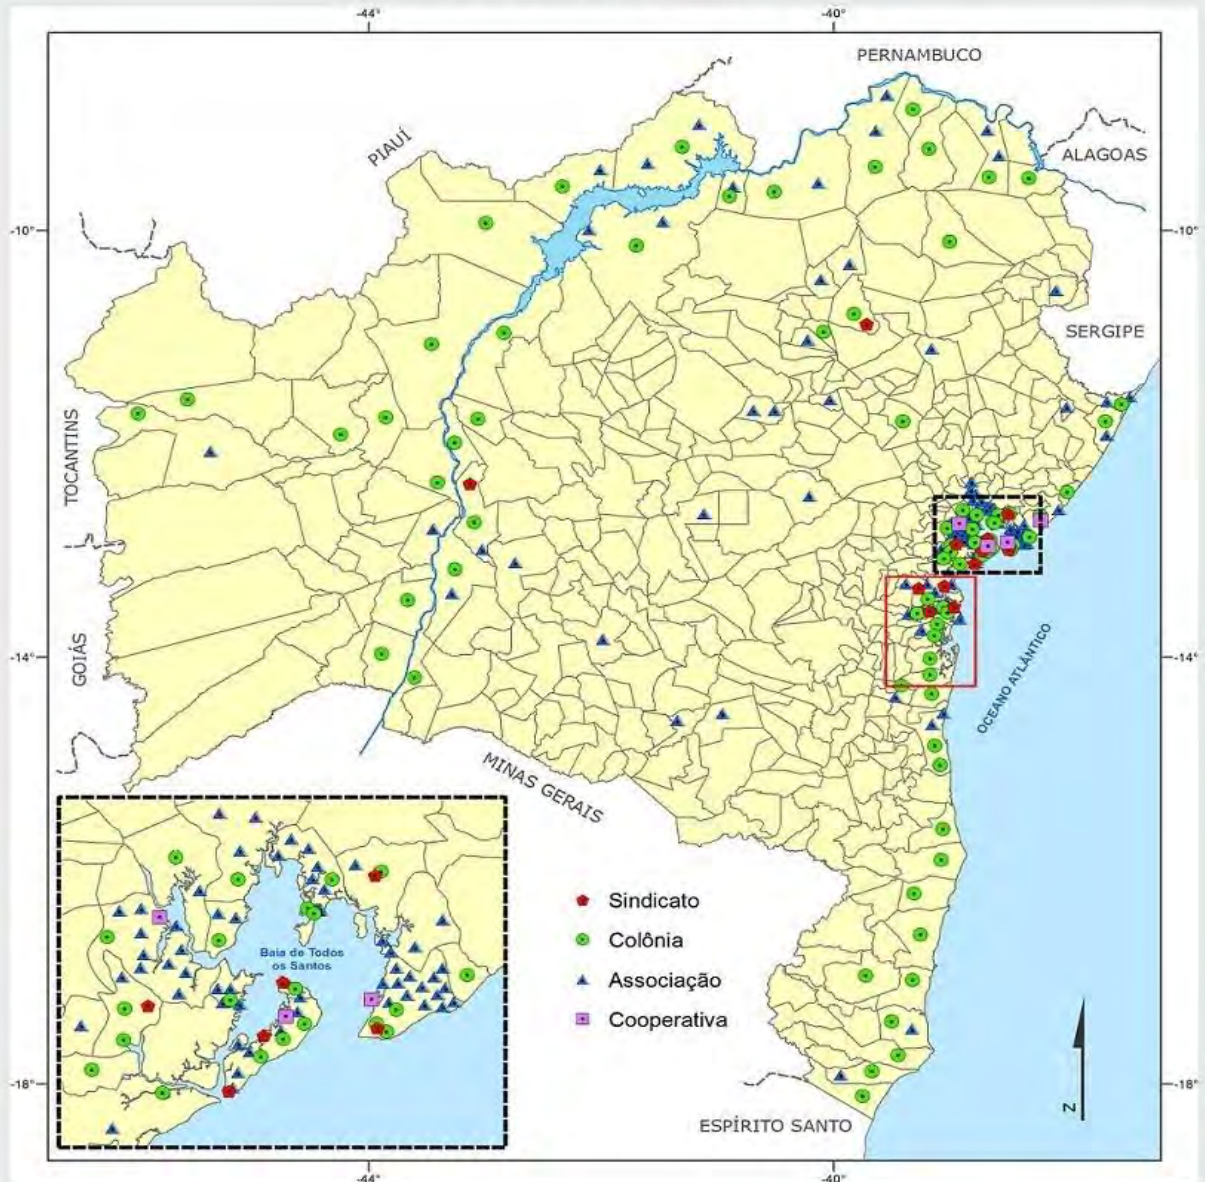 -44°
-40°
PERNAMBUCO
PIAUÍ
ALAGOAS
-10°
-10°
SERGIPE
TOCANTINS
GOIÁS
-14°
-14°
OCEANO ATLÂNTICO
MINAS GERAIS
Baia de Todos
os Santos
Sindicato
Colônia
Associação
Cooperativa
-18°
-18°
N
ESPÍRITO SANTO
-44°
-40°